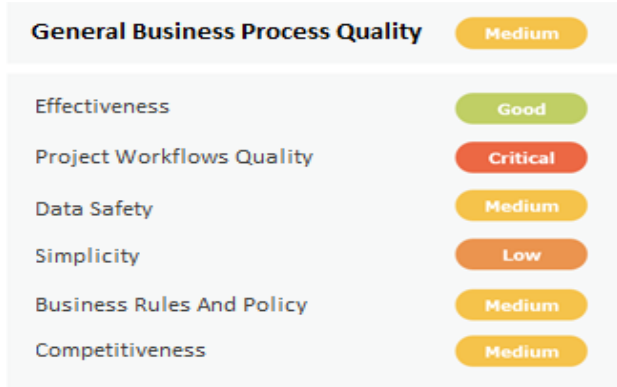 General Business Process Quality Medium
Effectiveness Good
Project Workflows Quality Critical
Data Safety Medium
Simplicity Low
Business Rules And Policy Medium
Competitiveness Medium